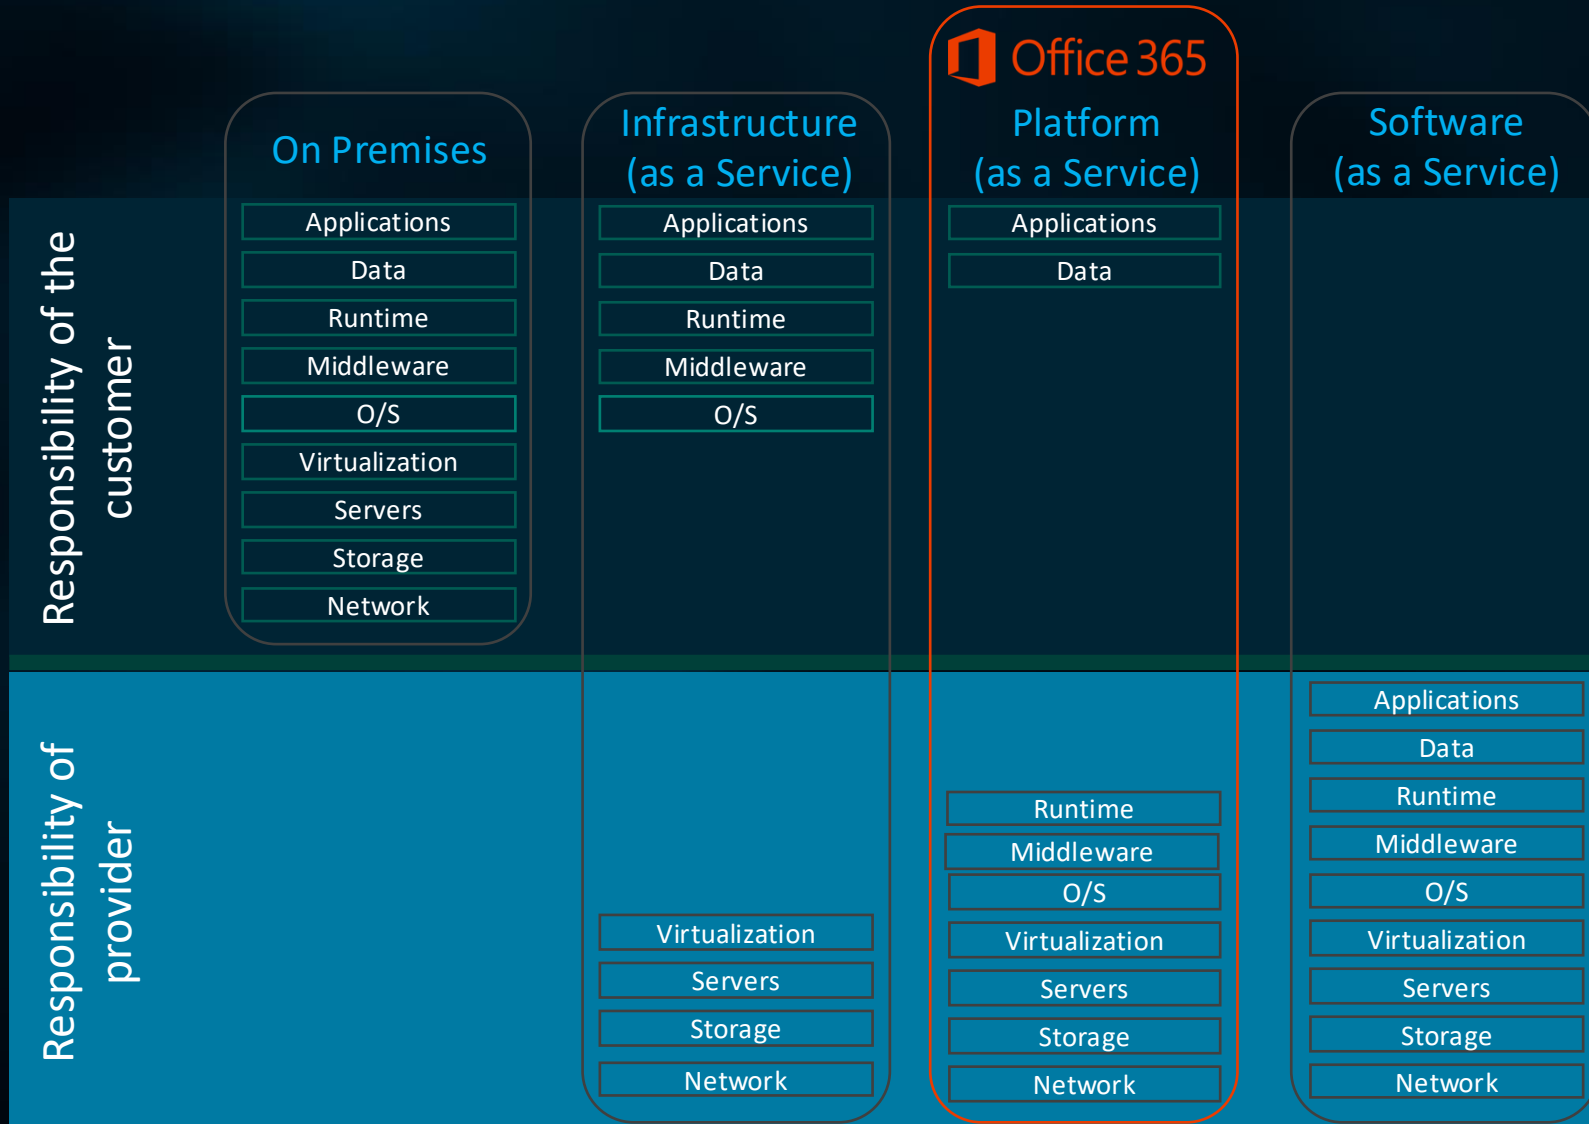 Office 365
On Premises
Infrastructure
(as a Service)
Platform
(as a Service)
Software
(as a Service)
Responsibility of the
customer
Applications
Data
Runtime
Middleware
O/S
Virtualization
Servers
Storage
Network
Applications
Data
Runtime
Middleware
O/S
Applications
Data
Responsibility of
provider
Virtualization
Servers
Storage
Network
Runtime
Middleware
O/S
Virtualization
Servers
Storage
Network
Applications
Data
Runtime
Middleware
O/S
Virtualization
Servers
Storage
Network